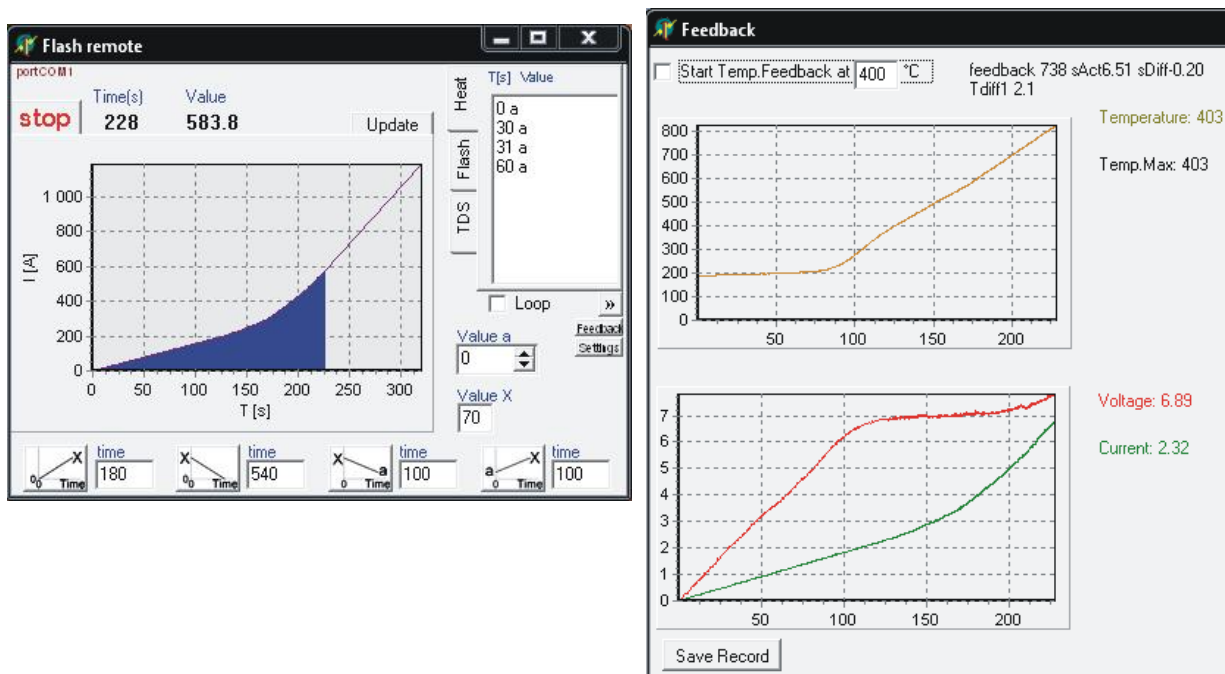 Flash remote
portCOM1
stop
Time(s) Value
228 583.8
Update
I [A]
1 000
800
600
400
200
0
0 50 100 150 200 250 300
T [s]
Heat
Flash
TDS
T[s] Value
0 a
30 a
31 a
60 a
Loop »
Feedback
Settings
Value a
0
Value X
70
X 0 0 Time time 180
X 0 0 Time time 540
X a 0 Time time 100
a X 0 Time time 100
Feedback
Start Temp.Feedback at 400 °C
feedback 738 sAct6.51 sDiff-0.20
Tdiff1 2.1
800
700
600
500
400
300
200
100
0
50 100 150 200
Temperature: 403
Temp.Max: 403
7
6
5
4
3
2
1
0
50 100 150 200
Voltage: 6.89
Current: 2.32
Save Record